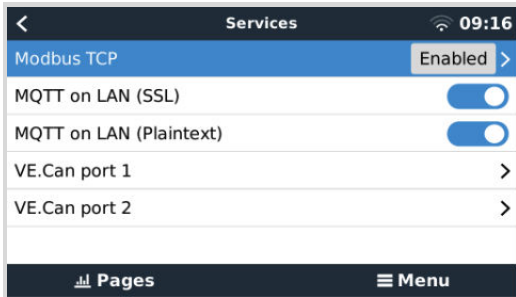 Services 09:16
Modbus TCP Enabled
MQTT on LAN (SSL)
MQTT on LAN (Plaintext)
VE.Can port 1
VE.Can port 2
Pages Menu